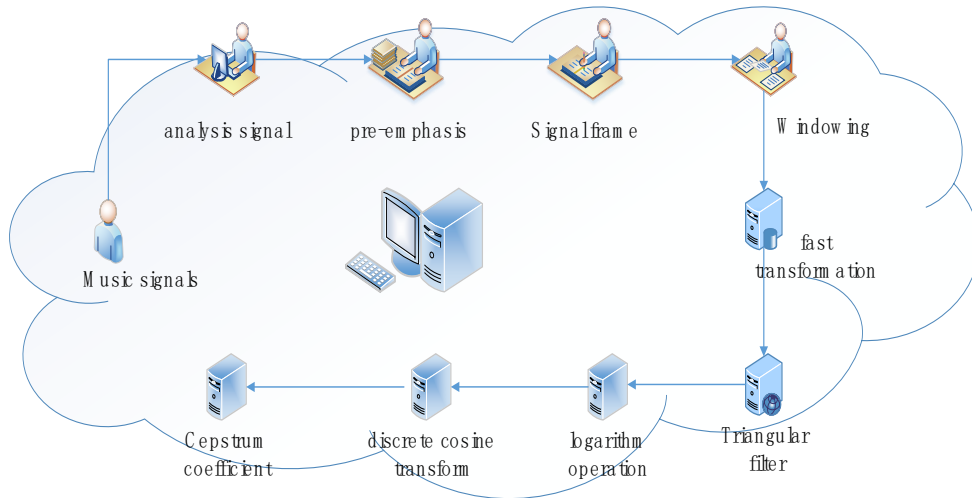 analysis signal
pre-emphasis
Signal frame
Windowing
Music signals
fast
transformation
Cepstrum
coefficient
discrete cosine
transform
logarithm
operation
Triangular
filter